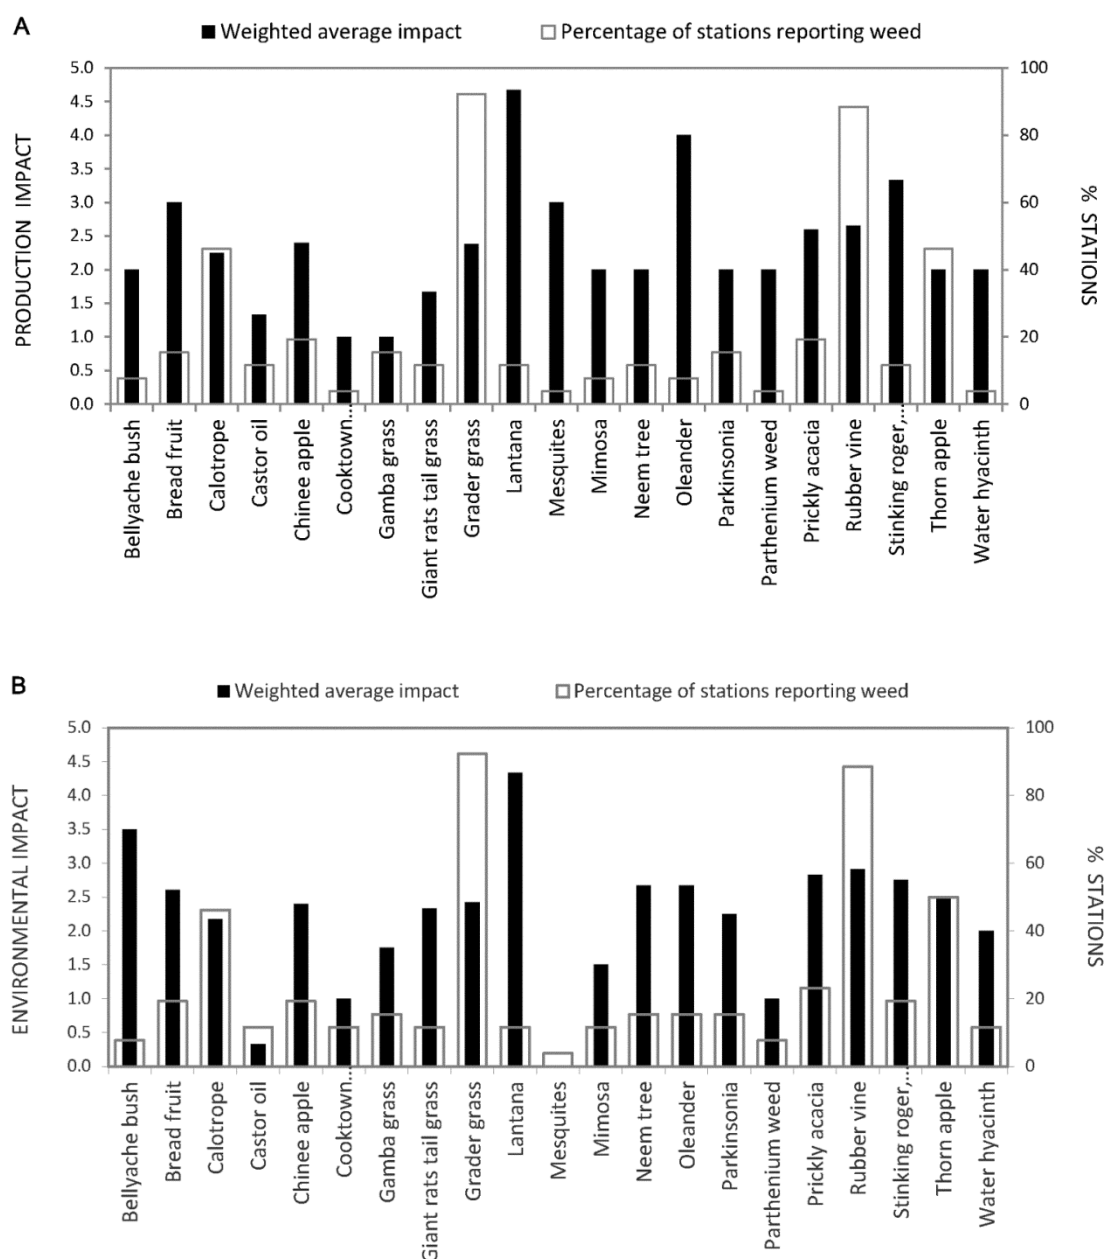 A
Weighted average impact Percentage of stations reporting weed
PRODUCTION IMPACT
5.0
4.5
4.0
3.5
3.0
2.5
2.0
1.5
1.0
0.5
0.0
100
80
60
40
20
0
% STATIONS
Bellyache bush
Bread fruit
Calotrope
Castor oil
Chinee apple
Cooktown...
Gamba grass
Giant rats tail grass
Grader grass
Lantana
Mesquites
Mimosa
Neem tree
Oleander
Parkinsonia
Parthenium weed
Prickly acacia
Rubber vine
Stinking roger,...
Thorn apple
Water hyacinth
B
Weighted average impact Percentage of stations reporting weed
ENVIRONMENTAL IMPACT
5.0
4.5
4.0
3.5
3.0
2.5
2.0
1.5
1.0
0.5
0.0
100
80
60
40
20
0
% STATIONS
Bellyache bush
Bread fruit
Calotrope
Castor oil
Chinee apple
Cooktown...
Gamba grass
Giant rats tail grass
Grader grass
Lantana
Mesquites
Mimosa
Neem tree
Oleander
Parkinsonia
Parthenium weed
Prickly acacia
Rubber vine
Stinking roger,...
Thorn apple
Water hyacinth